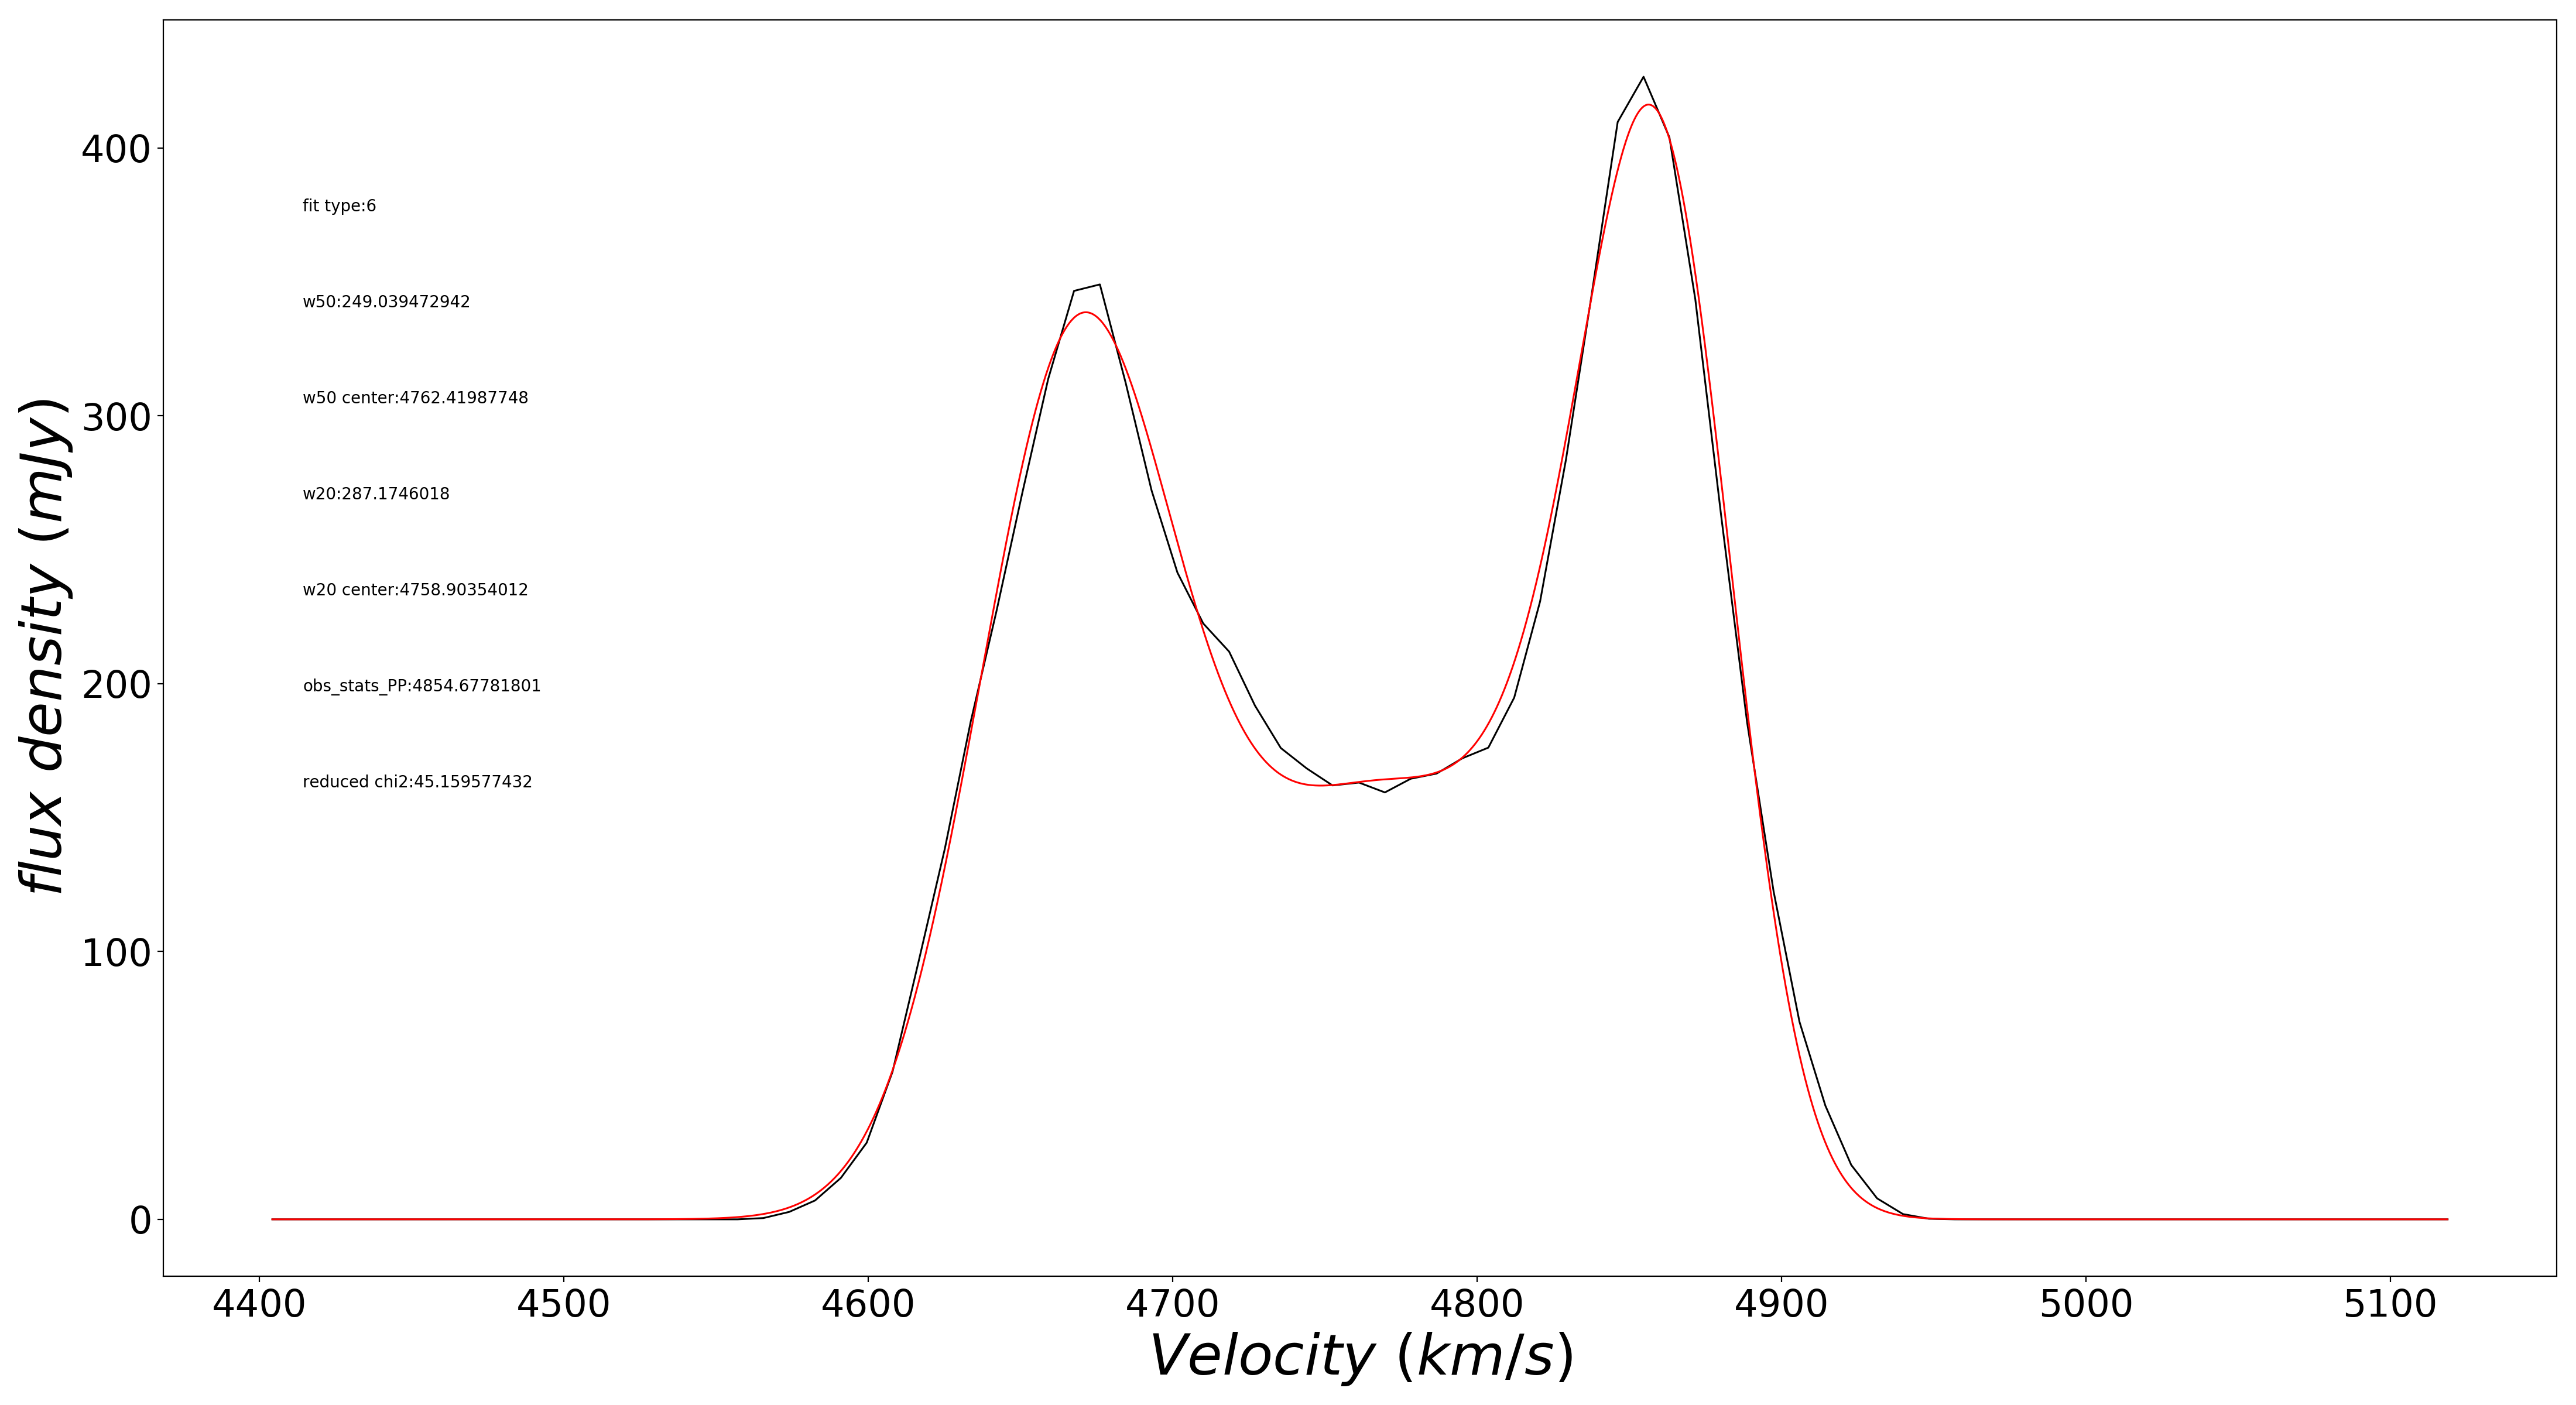 400
300
200
100
0
flux density (mJy)
fit type:6
w50:249.039472942
w50 center:4762.41987748
w20:287.1746018
w20 center:4758.90354012
obs_stats_PP:4854.67781801
reduced chi2:45.159577432
4400 4500 4600 4700 4800 4900 5000 5100
Velocity (km/s)